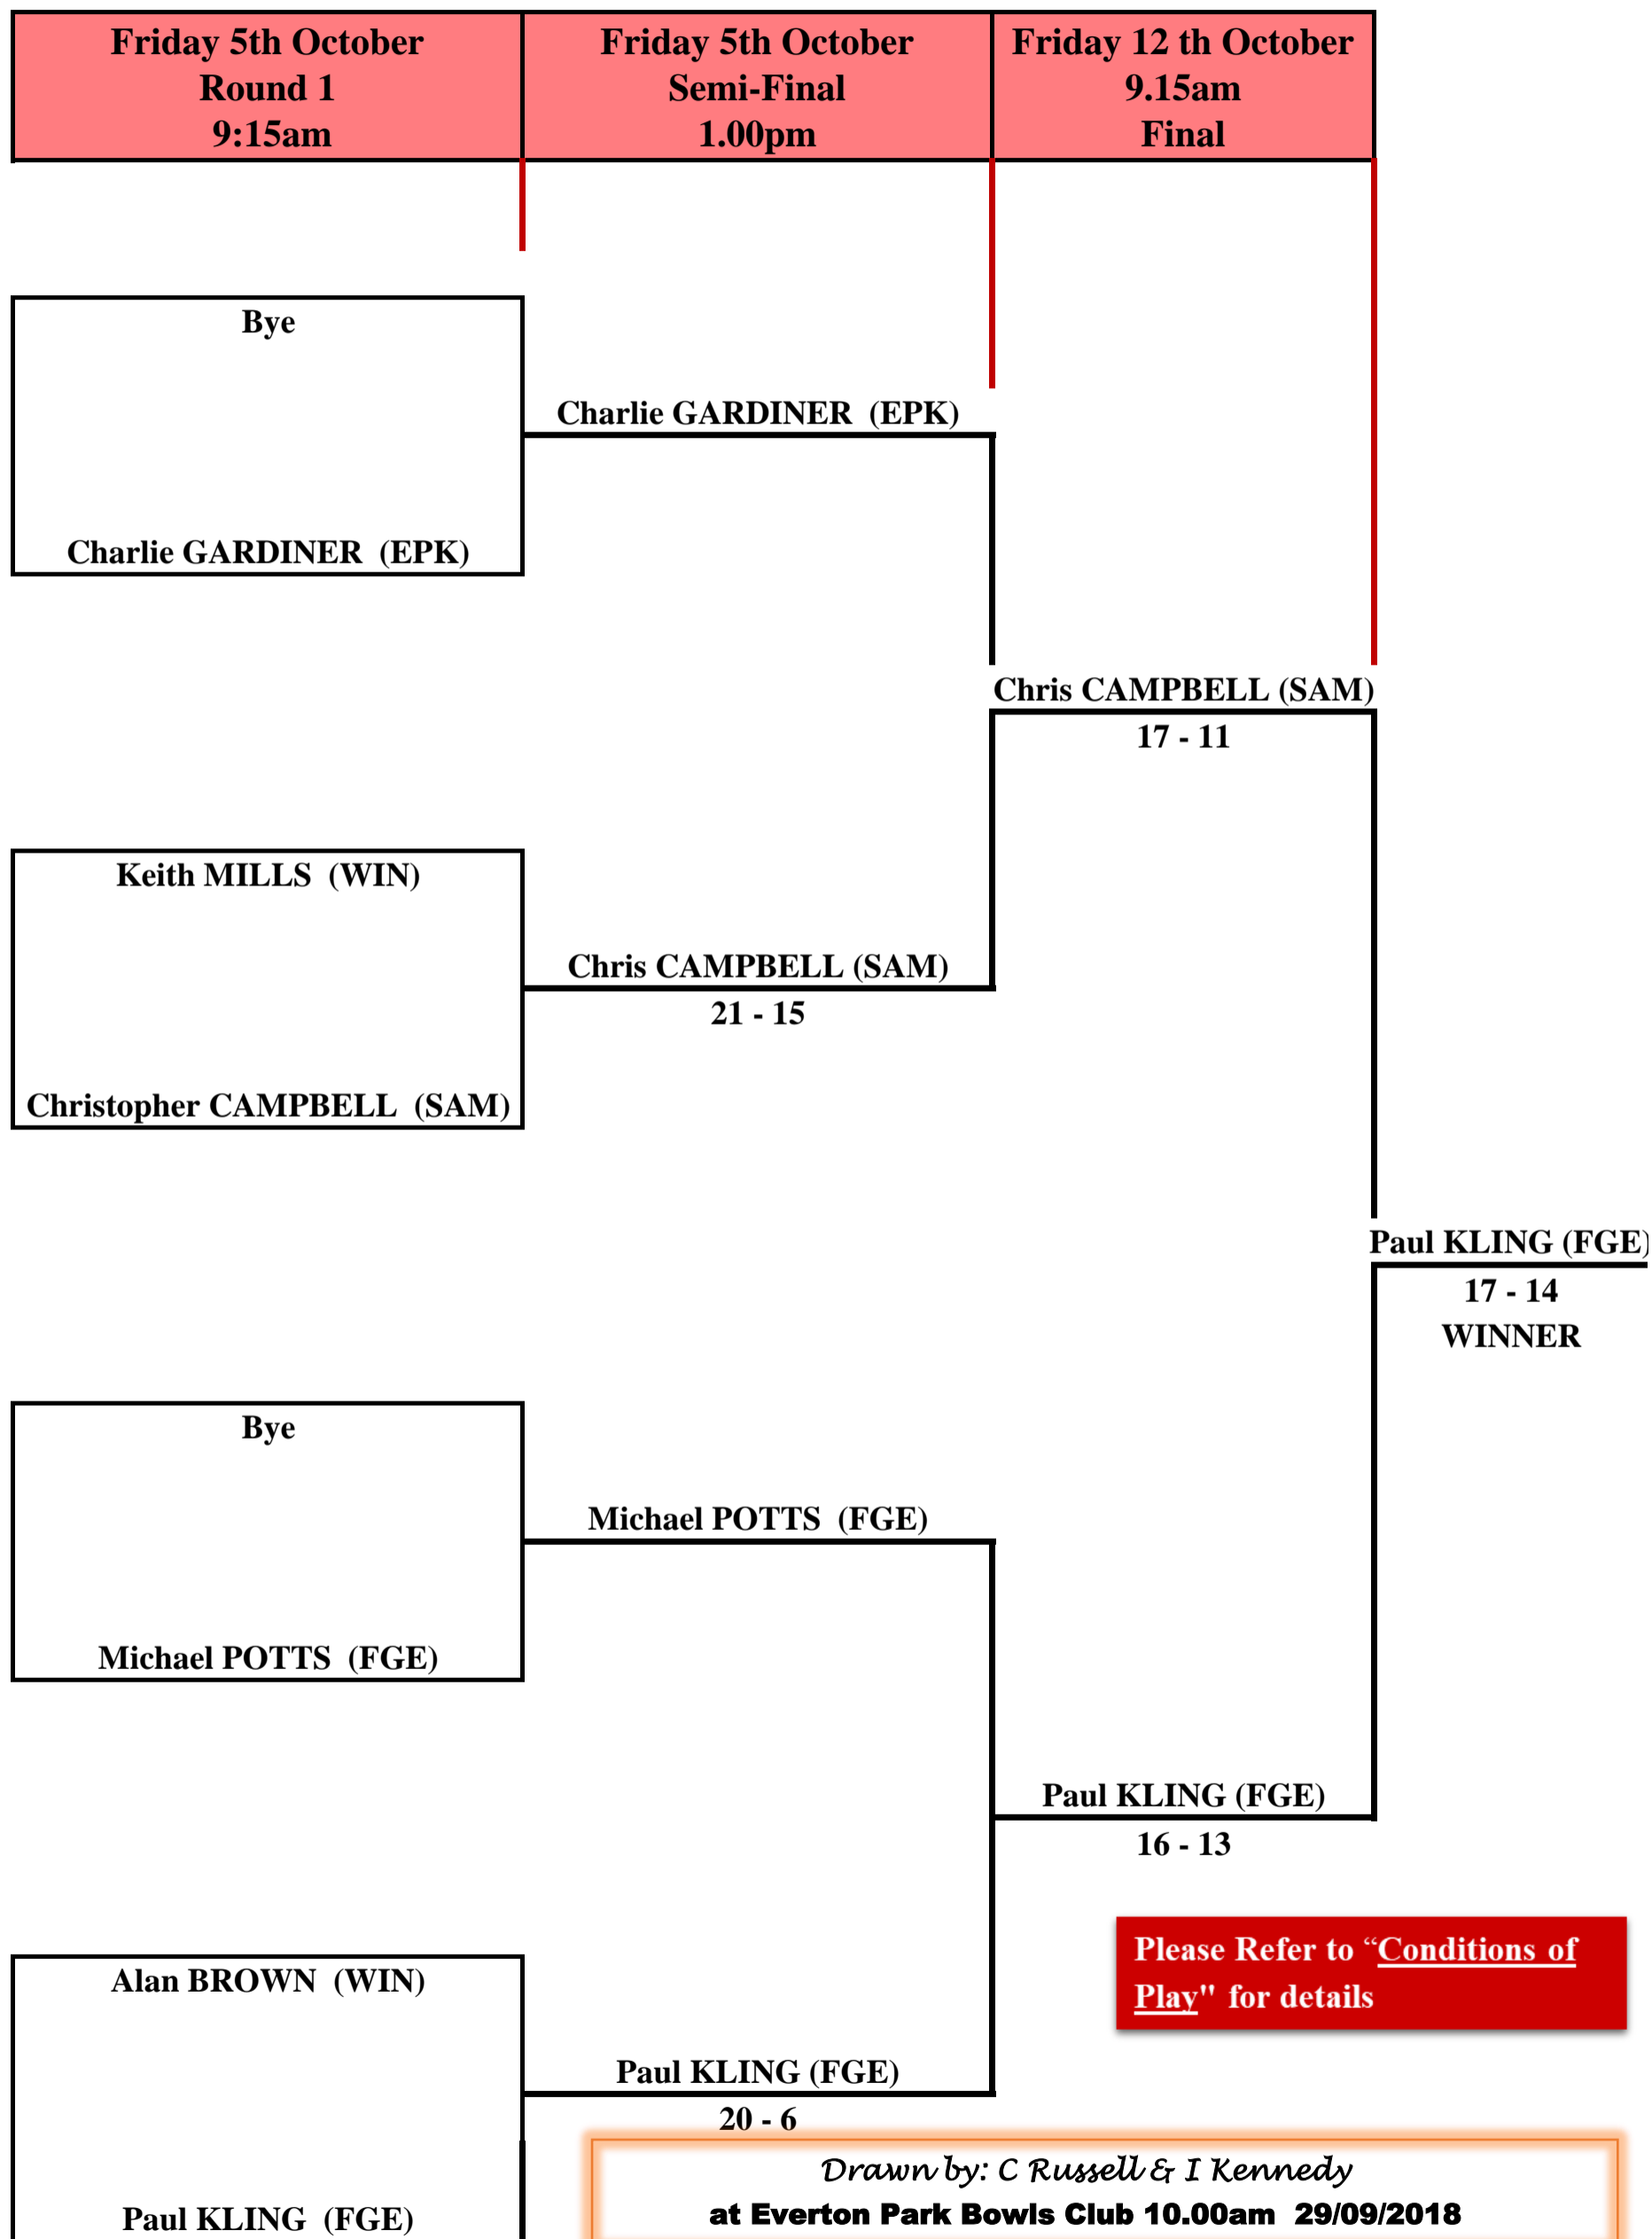 Friday 5th October
Round 1
9:15am
Friday 5th October
Semi-Final
1.00pm
Friday 12 th October
9.15am
Final
Bye
Charlie GARDINER (EPK)
Charlie GARDINER (EPK)
Chris CAMPBELL (SAM)
17 - 11
Keith MILLS (WIN)
Chris CAMPBELL (SAM)
21 - 15
Christopher CAMPBELL (SAM)
Paul KLING (FGE)
17 - 14
WINNER
Bye
Michael POTTS (FGE)
Michael POTTS (FGE)
Paul KLING (FGE)
16 - 13
Please Refer to “Conditions of
Play" for details
Alan BROWN (WIN)
Paul KLING (FGE)
20 - 6
Paul KLING (FGE)
Drawn by: C Russell & I Kennedy
at Everton Park Bowls Club 10.00am 29/09/2018